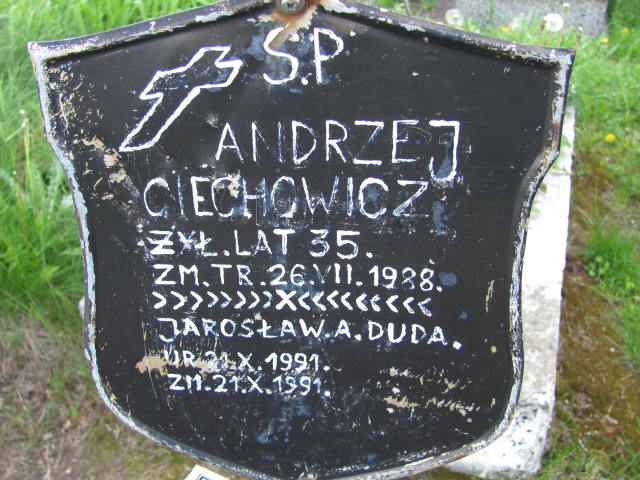 Ś.P
ANDRZEJ
CIECHOWICZ
ŻYŁ.LAT 35.
ZM.TR.26.VII.1988.
>>>>>>>>X<<<<<<<<<
JAROSŁAW.A.DUDA.
UR.21.X.1991.
ZM.21.X.1991.